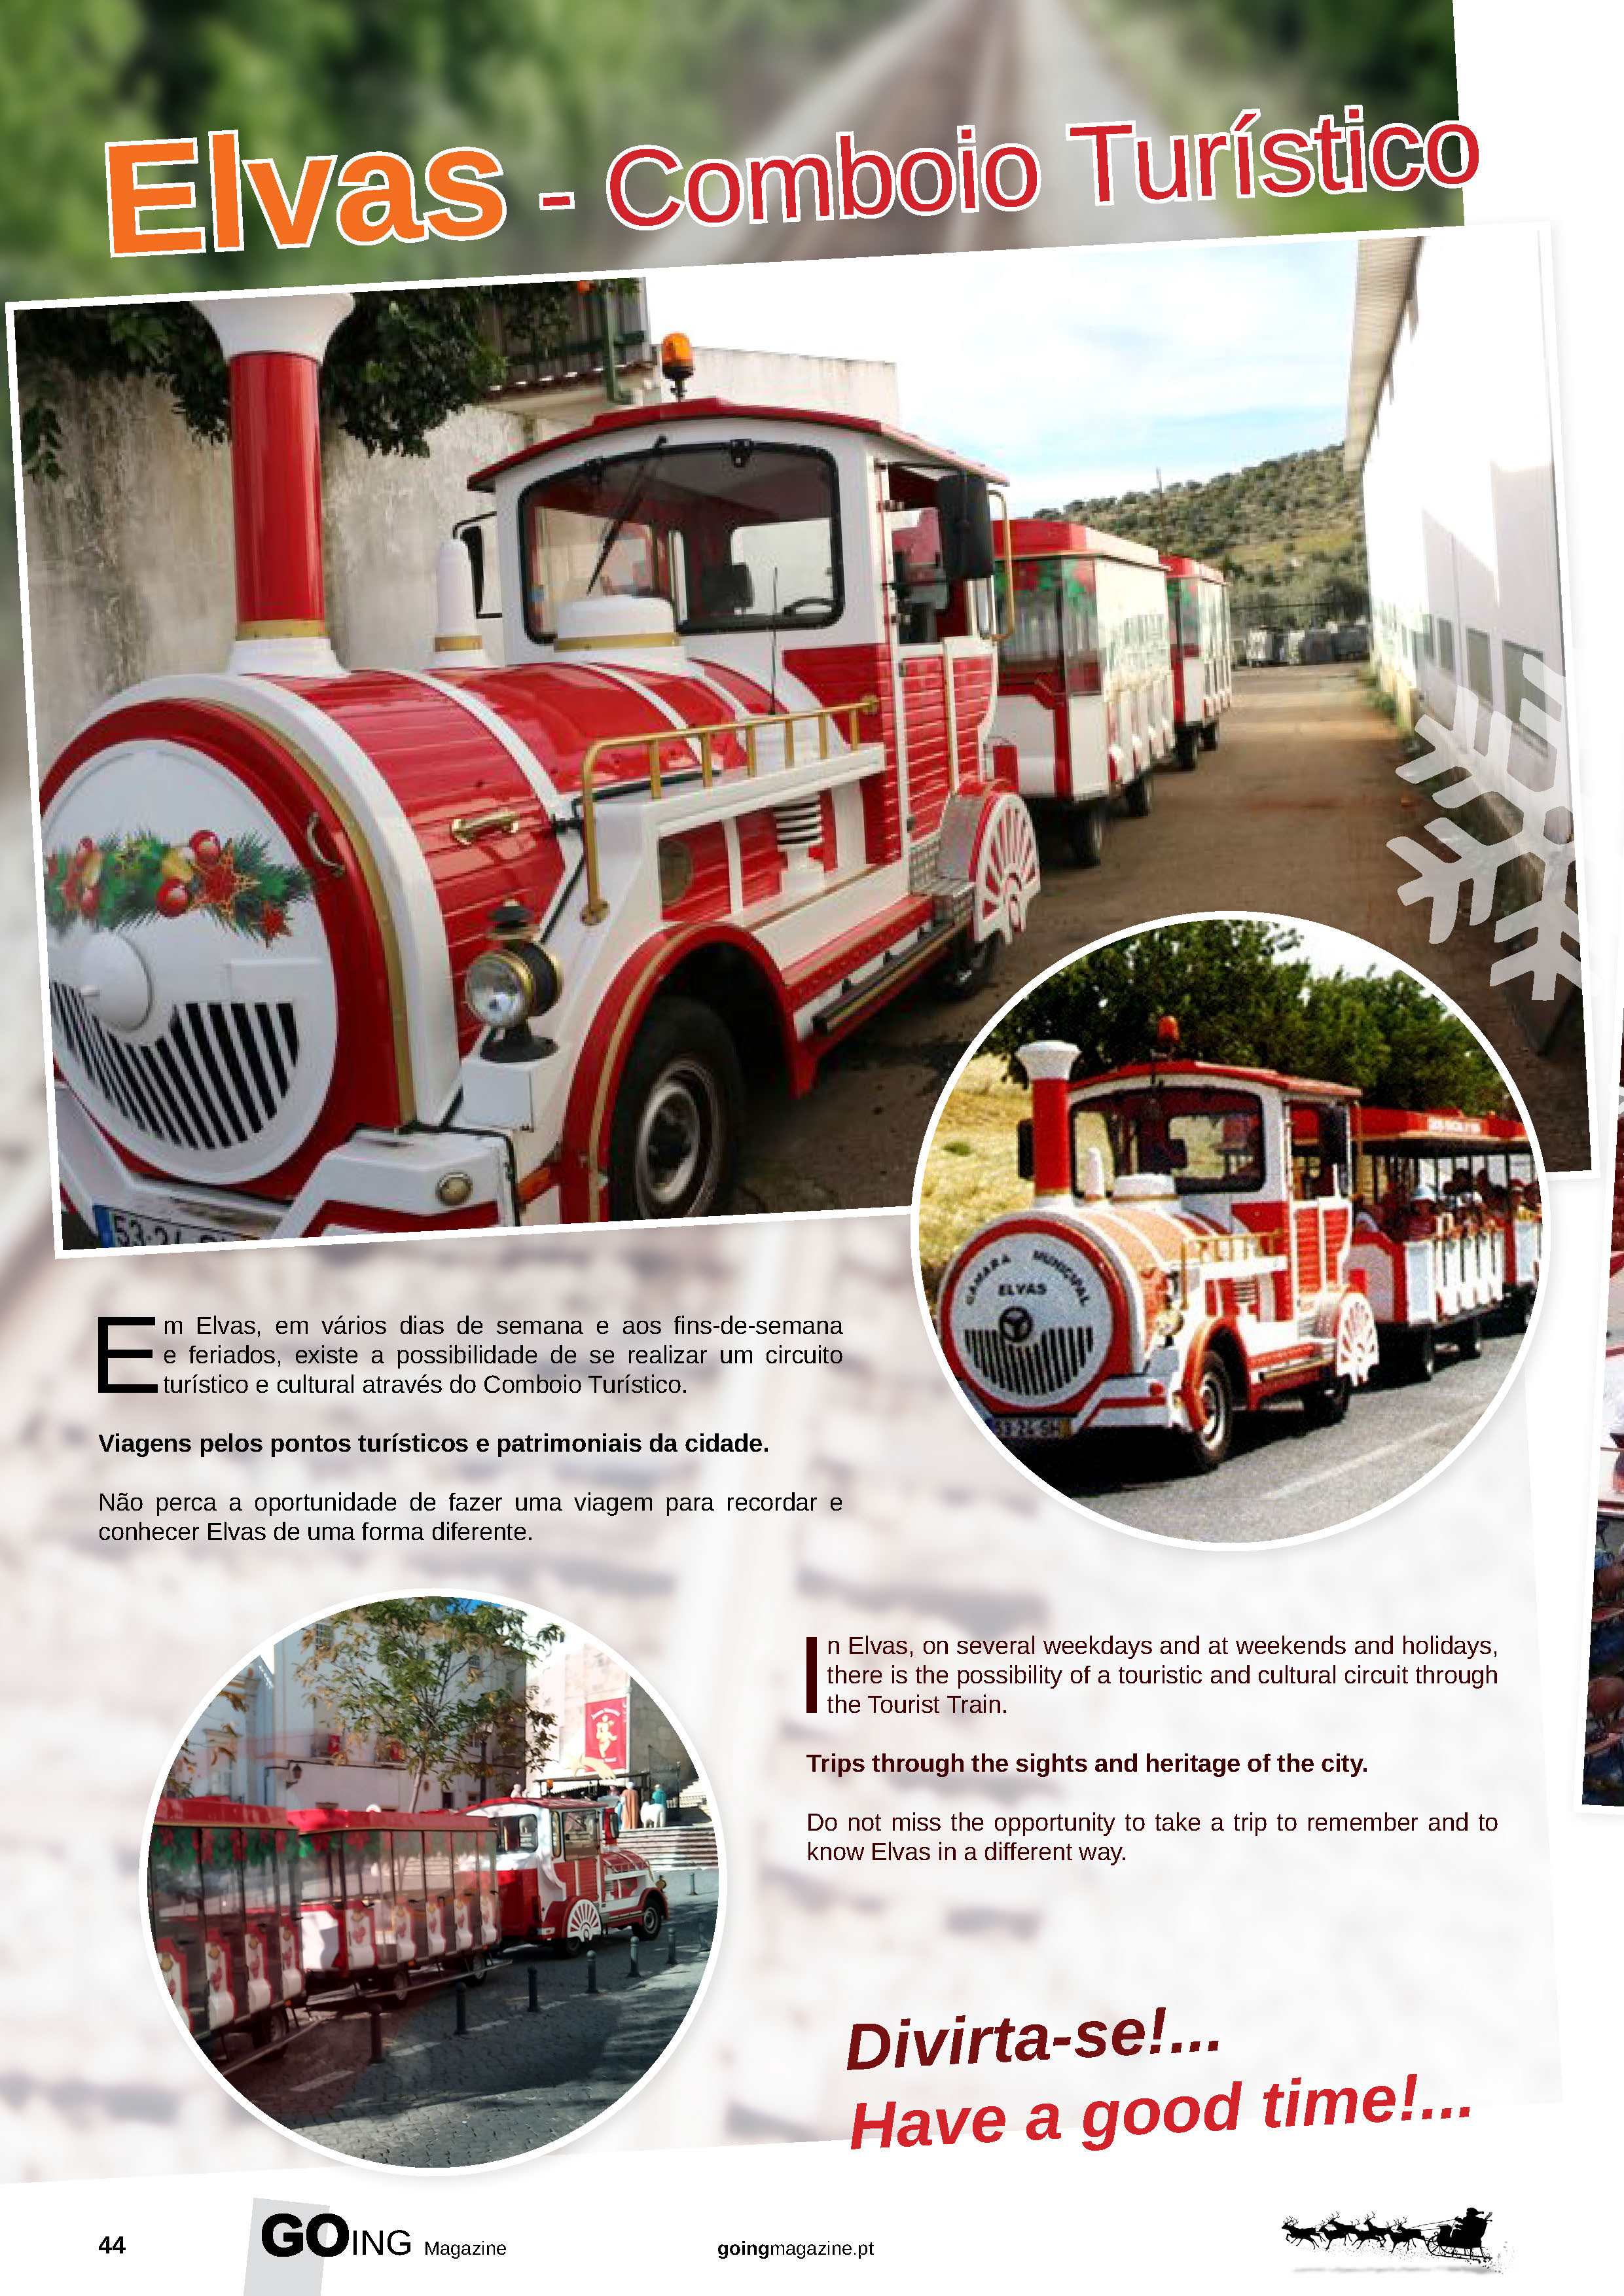 Elvas - Comboio Turístico
CÂMARA MUNICIPAL
ELVAS
Em Elvas, em vários dias de semana e aos fins-de-semana
e feriados, existe a possibilidade de se realizar um circuito
turístico e cultural através do Comboio Turístico.
Viagens pelos pontos turísticos e patrimoniais da cidade.
Não perca a oportunidade de fazer uma viagem para recordar e
conhecer Elvas de uma forma diferente.
In Elvas, on several weekdays and at weekends and holidays,
there is the possibility of a touristic and cultural circuit through
the Tourist Train.
Trips through the sights and heritage of the city.
Do not miss the opportunity to take a trip to remember and to
know Elvas in a different way.
Divirta-se!...
Have a good time!...
44
GOING Magazine
goingmagazine.pt